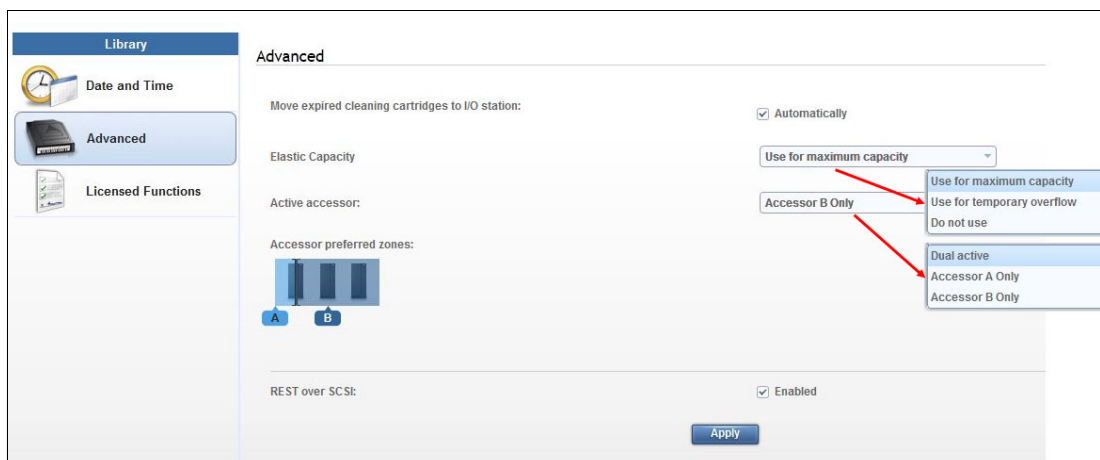 Library
Date and Time
Advanced
Licensed Functions
Advanced
Move expired cleaning cartridges to I/O station:
Automatically
Elastic Capacity
Use for maximum capacity
Use for maximum capacity
Use for temporary overflow
Do not use
Active accessor:
Accessor B Only
Dual active
Accessor A Only
Accessor B Only
Accessor preferred zones:
A
B
REST over SCSI:
Enabled
Apply